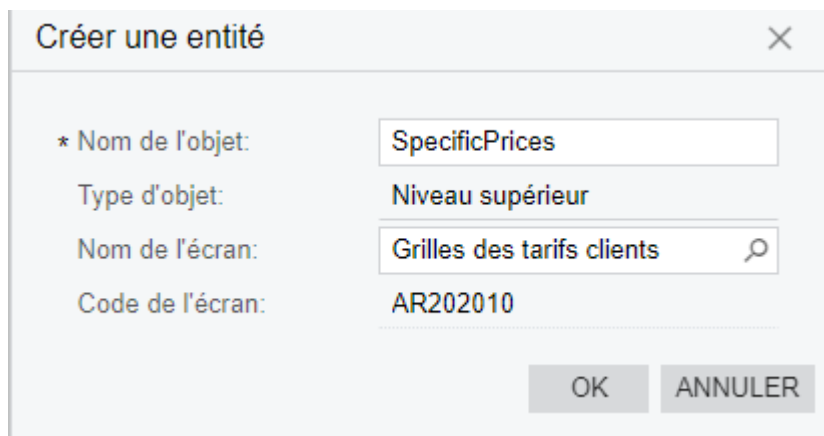 Créer une entité
* Nom de l'objet: SpecificPrices
Type d'objet: Niveau supérieur
Nom de l'écran: Grilles des tarifs clients
Code de l'écran: AR202010
OK ANNULER